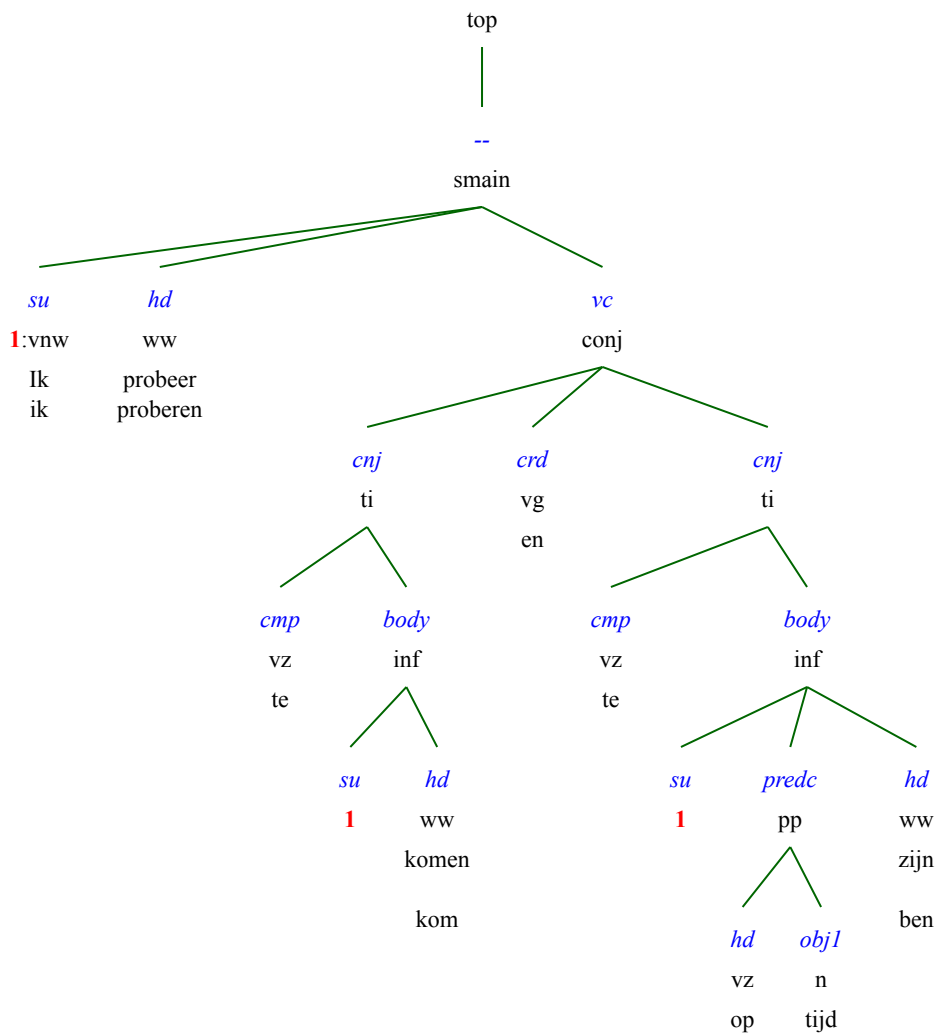 top
--
smain
su hd vc
1:vnw ww conj
Ik probeer
ik proberen
cnj crd cnj
ti vg ti
en
cmp body cmp body
vz inf vz inf
te te
su hd su predc hd
1 ww 1 pp ww
komen zijn
kom ben
hd obj1
vz n
op tijd